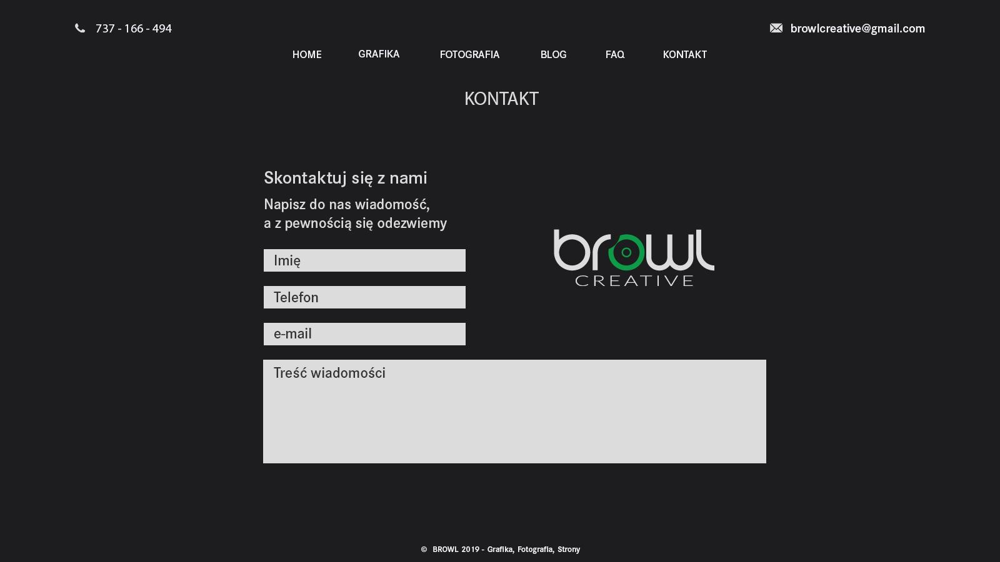 737 - 166 - 494
browlcreative@gmail.com
HOME GRAFIKA FOTOGRAFIA BLOG FAQ KONTAKT
KONTAKT
Skontaktuj się z nami
Napisz do nas wiadomość,
a z pewnością się odezwiemy
Imię
Telefon
e-mail
Treść wiadomości
browl
CREATIVE
© BROWL 2019 - Grafika, Fotografia, Strony